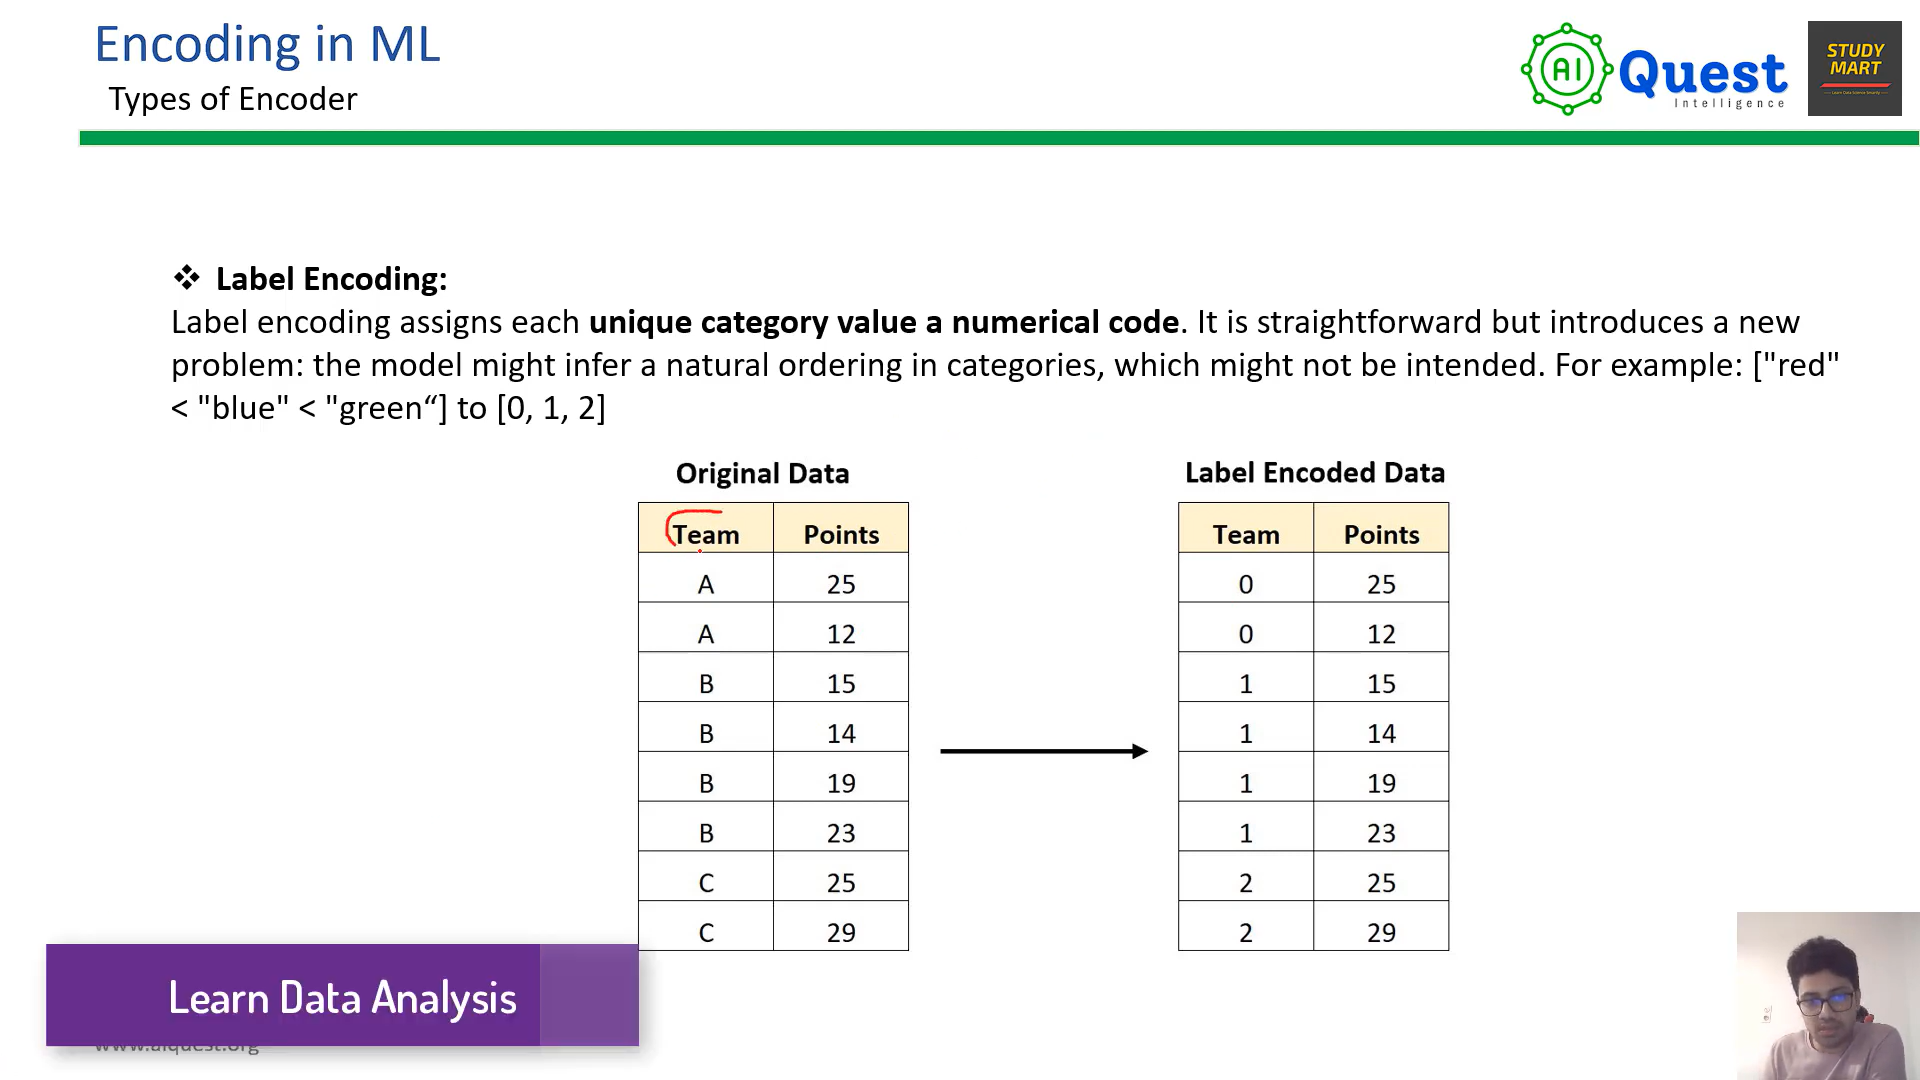 Encoding in ML
Types of Encoder
AI Quest
Intelligence
STUDY
MART
❖ Label Encoding:
Label encoding assigns each unique category value a numerical code. It is straightforward but introduces a new
problem: the model might infer a natural ordering in categories, which might not be intended. For example: ["red"
< "blue" < "green“] to [0, 1, 2]
Original Data
Team Points
A 25
A 12
B 15
B 14
B 19
B 23
C 25
C 29
Label Encoded Data
Team Points
0 25
0 12
1 15
1 14
1 19
1 23
2 25
2 29
Learn Data Analysis
www.aiquest.org